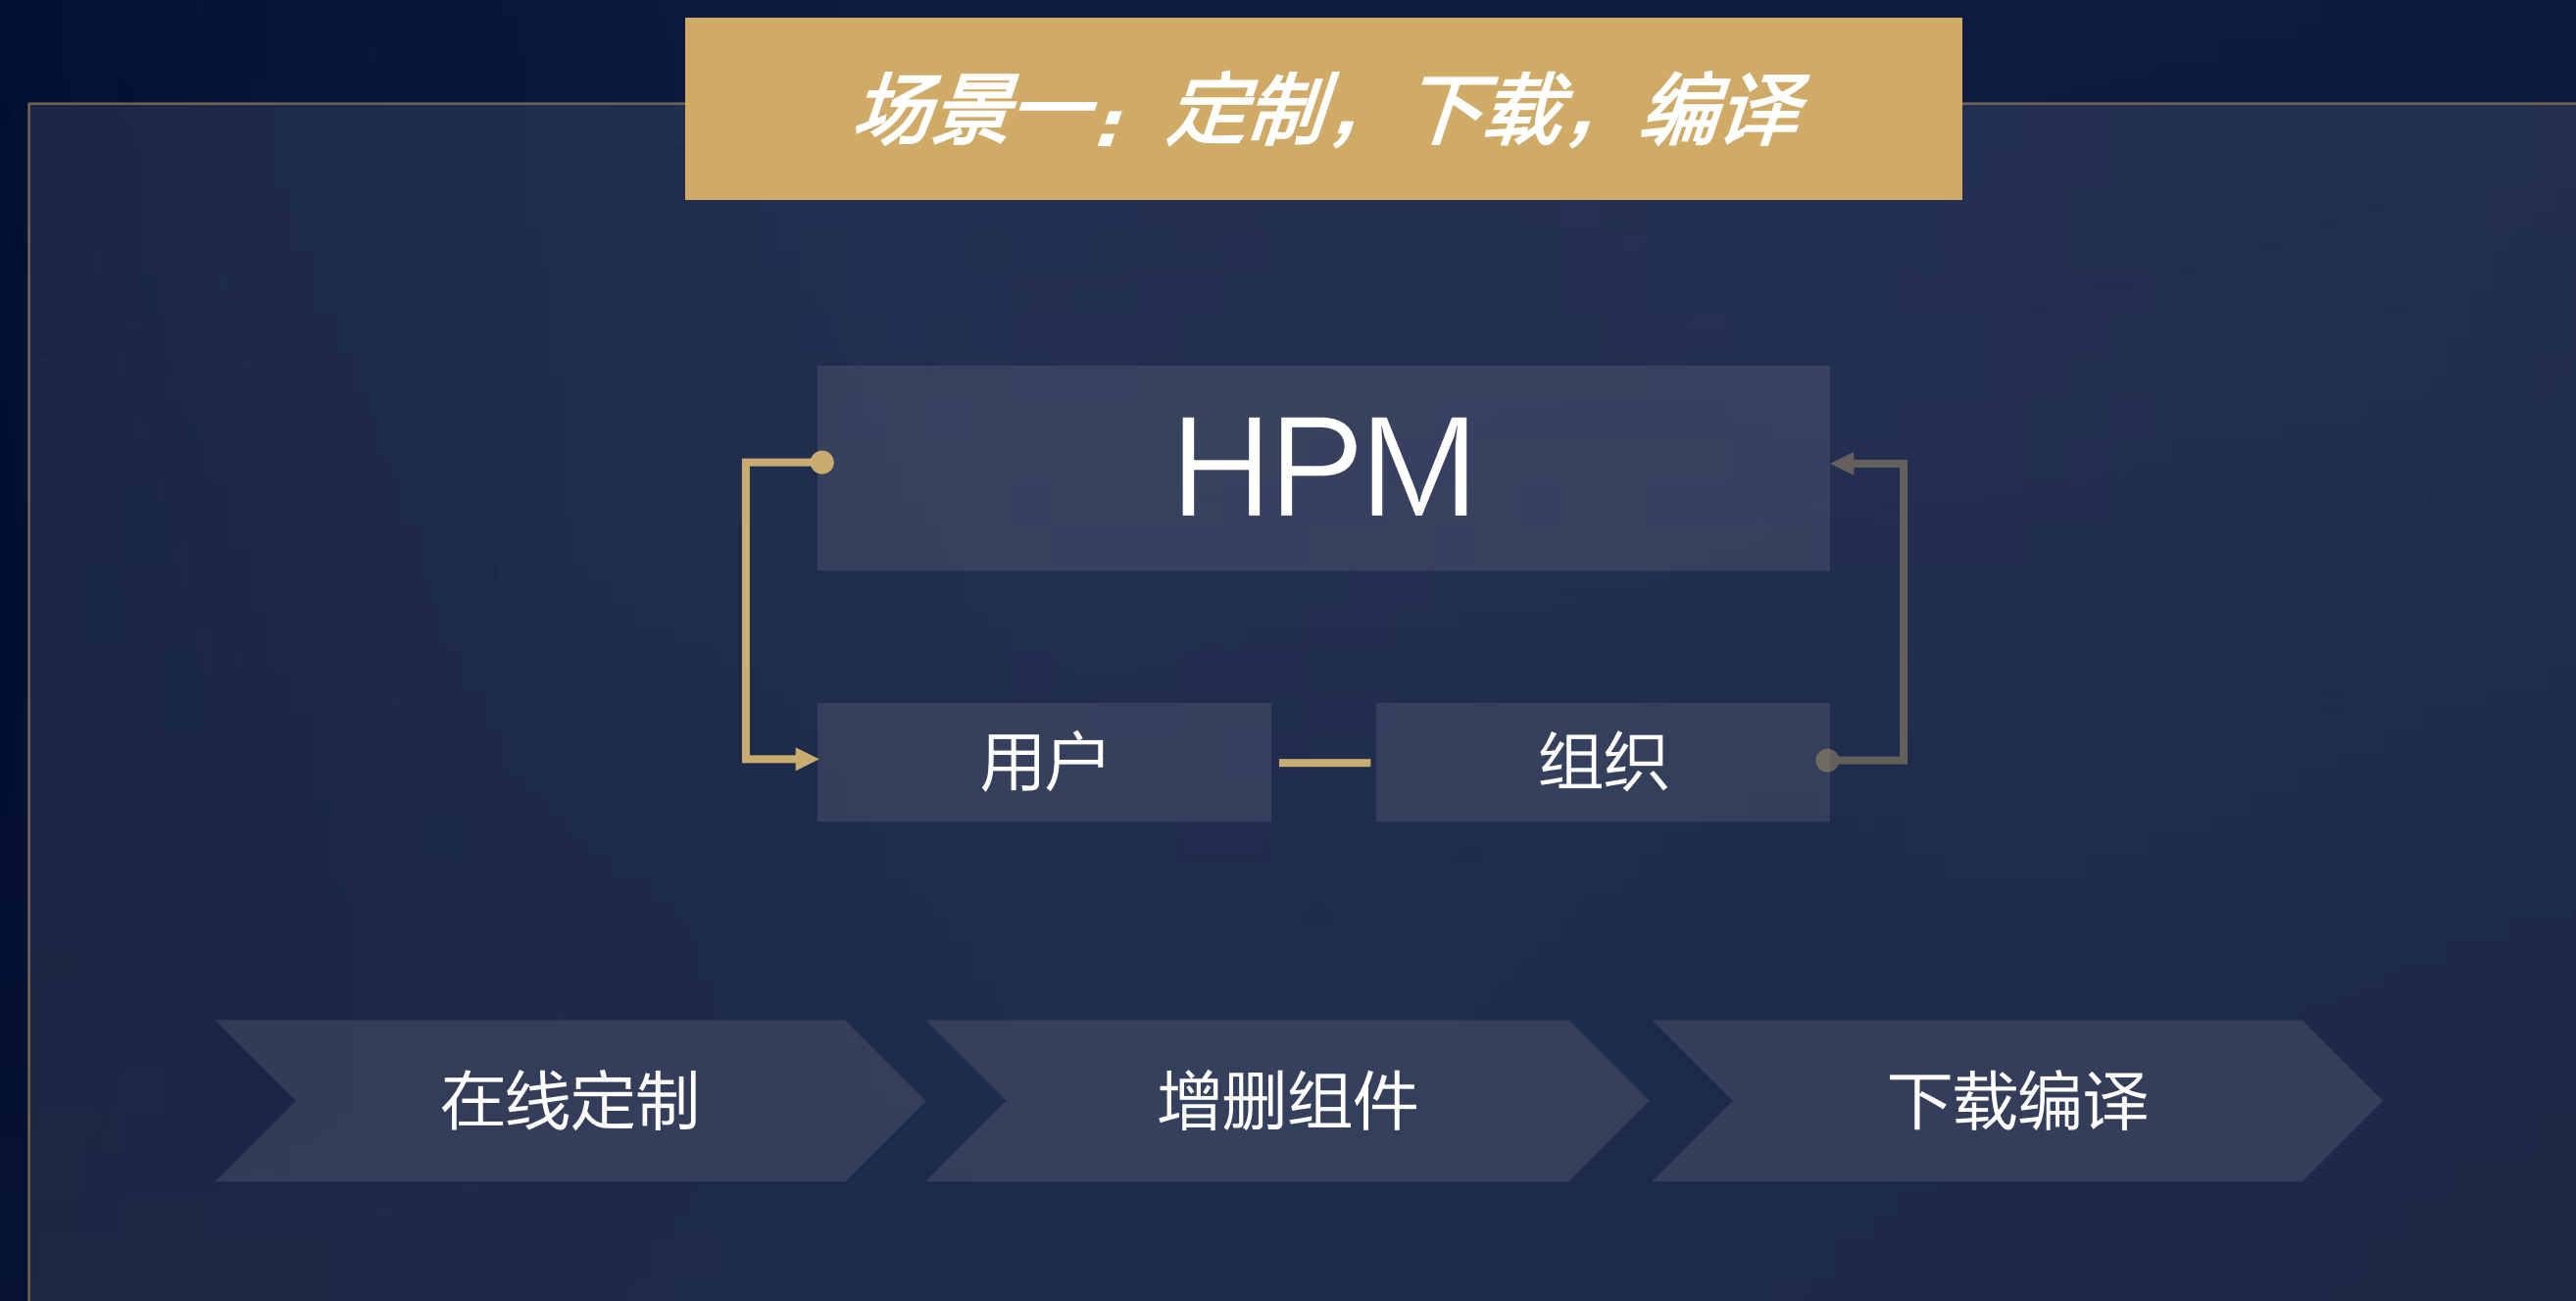 场景一：定制，下载，编译
HPM
用户
组织
在线定制
增删组件
下载编译